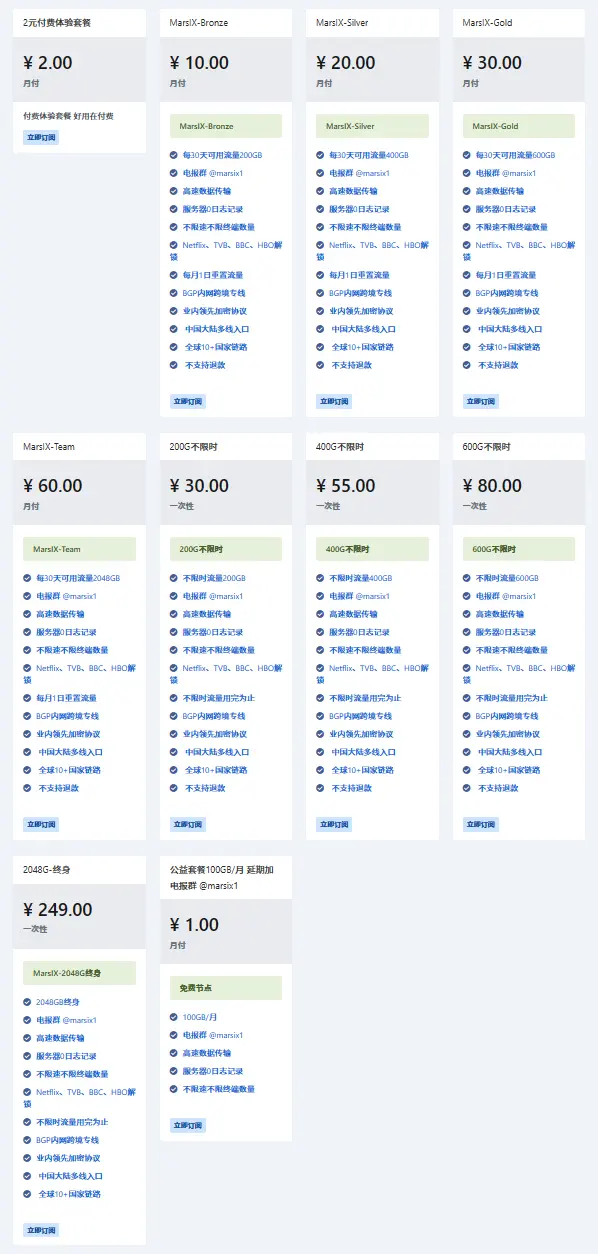 2元付费体验套餐
¥ 2.00
月付
付费体验套餐 好用在付费
立即订阅
MarsIX-Bronze
¥ 10.00
月付
MarsIX-Bronze
每30天可用流量200GB
电报群 @marsix1
高速数据传输
服务器0日志记录
不限速不限终端数量
Netflix、TVB、BBC、HBO解
锁
每月1日重置流量
BGP内网跨境专线
业内领先加密协议
中国大陆多线入口
全球10+国家链路
不支持退款
立即订阅
MarsIX-Silver
¥ 20.00
月付
MarsIX-Silver
每30天可用流量400GB
电报群 @marsix1
高速数据传输
服务器0日志记录
不限速不限终端数量
Netflix、TVB、BBC、HBO解
锁
每月1日重置流量
BGP内网跨境专线
业内领先加密协议
中国大陆多线入口
全球10+国家链路
不支持退款
立即订阅
MarsIX-Gold
¥ 30.00
月付
MarsIX-Gold
每30天可用流量600GB
电报群 @marsix1
高速数据传输
服务器0日志记录
不限速不限终端数量
Netflix、TVB、BBC、HBO解
锁
每月1日重置流量
BGP内网跨境专线
业内领先加密协议
中国大陆多线入口
全球10+国家链路
不支持退款
立即订阅
MarsIX-Team
¥ 60.00
月付
MarsIX-Team
每30天可用流量2048GB
电报群 @marsix1
高速数据传输
服务器0日志记录
不限速不限终端数量
Netflix、TVB、BBC、HBO解
锁
每月1日重置流量
BGP内网跨境专线
业内领先加密协议
中国大陆多线入口
全球10+国家链路
不支持退款
立即订阅
200G不限时
¥ 30.00
一次性
200G不限时
不限时流量200GB
电报群 @marsix1
高速数据传输
服务器0日志记录
不限速不限终端数量
Netflix、TVB、BBC、HBO解
锁
不限时流量用完为止
BGP内网跨境专线
业内领先加密协议
中国大陆多线入口
全球10+国家链路
不支持退款
立即订阅
400G不限时
¥ 55.00
一次性
400G不限时
不限时流量400GB
电报群 @marsix1
高速数据传输
服务器0日志记录
不限速不限终端数量
Netflix、TVB、BBC、HBO解
锁
不限时流量用完为止
BGP内网跨境专线
业内领先加密协议
中国大陆多线入口
全球10+国家链路
不支持退款
立即订阅
600G不限时
¥ 80.00
一次性
600G不限时
不限时流量600GB
电报群 @marsix1
高速数据传输
服务器0日志记录
不限速不限终端数量
Netflix、TVB、BBC、HBO解
锁
不限时流量用完为止
BGP内网跨境专线
业内领先加密协议
中国大陆多线入口
全球10+国家链路
不支持退款
立即订阅
2048G-终身
¥ 249.00
一次性
MarsIX-2048G终身
2048GB终身
电报群 @marsix1
高速数据传输
服务器0日志记录
不限速不限终端数量
Netflix、TVB、BBC、HBO解
锁
不限时流量用完为止
BGP内网跨境专线
业内领先加密协议
中国大陆多线入口
全球10+国家链路
立即订阅
公益套餐100GB/月 延期加
电报群 @marsix1
¥ 1.00
月付
免费节点
100GB/月
电报群 @marsix1
高速数据传输
服务器0日志记录
不限速不限终端数量
立即订阅